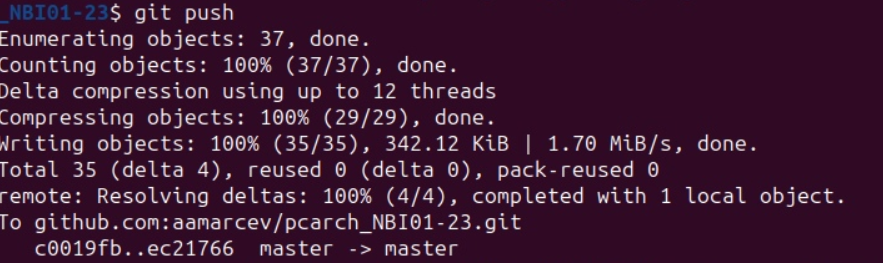 _NBI01-23$ git push
Enumerating objects: 37, done.
Counting objects: 100% (37/37), done.
Delta compression using up to 12 threads
Compressing objects: 100% (29/29), done.
Writing objects: 100% (35/35), 342.12 KiB | 1.70 MiB/s, done.
Total 35 (delta 4), reused 0 (delta 0), pack-reused 0
remote: Resolving deltas: 100% (4/4), completed with 1 local object.
To github.com:aamarcev/pcarch_NBI01-23.git
   c0019fb..ec21766  master -> master